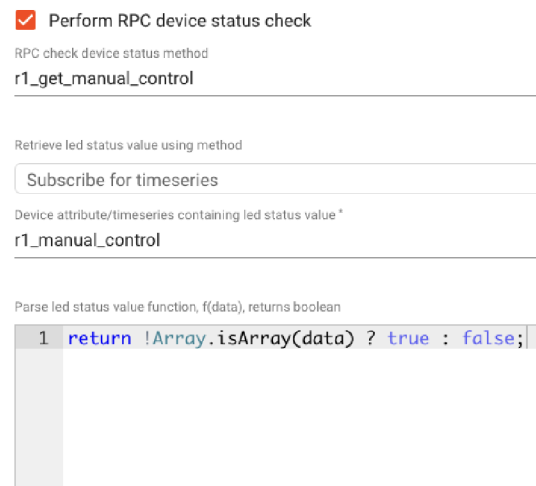 Perform RPC device status check
RPC check device status method
r1_get_manual_control
Retrieve led status value using method
Subscribe for timeseries
Device attribute/timeseries containing led status value *
r1_manual_control
Parse led status value function, f(data), returns boolean
1 return !Array.isArray(data) ? true : false;